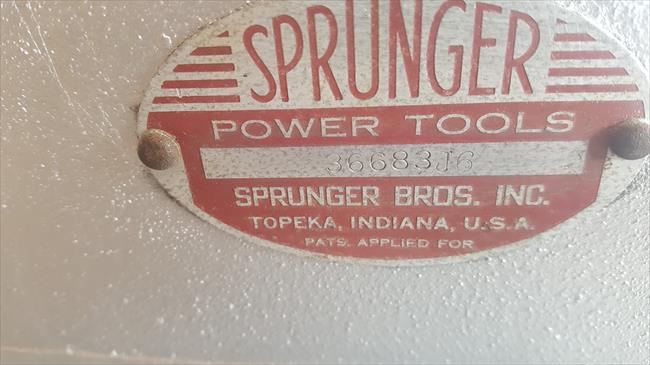 SPRUNGER
POWER TOOLS
36683J6
SPRUNGER BROS. INC.
TOPEKA, INDIANA, U.S.A.
PATS. APPLIED FOR